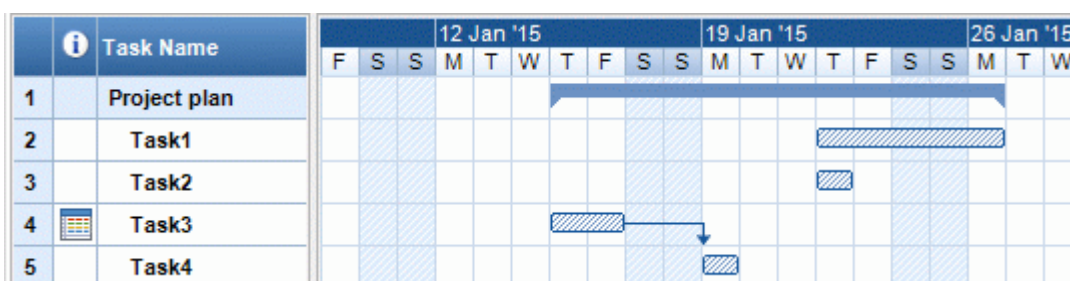 i Task Name 12 Jan '15 19 Jan '15 26 Jan '15
F S S M T W T F S S M T W T F S S M T W
1 Project plan
2 Task1
3 Task2
4 Task3
5 Task4